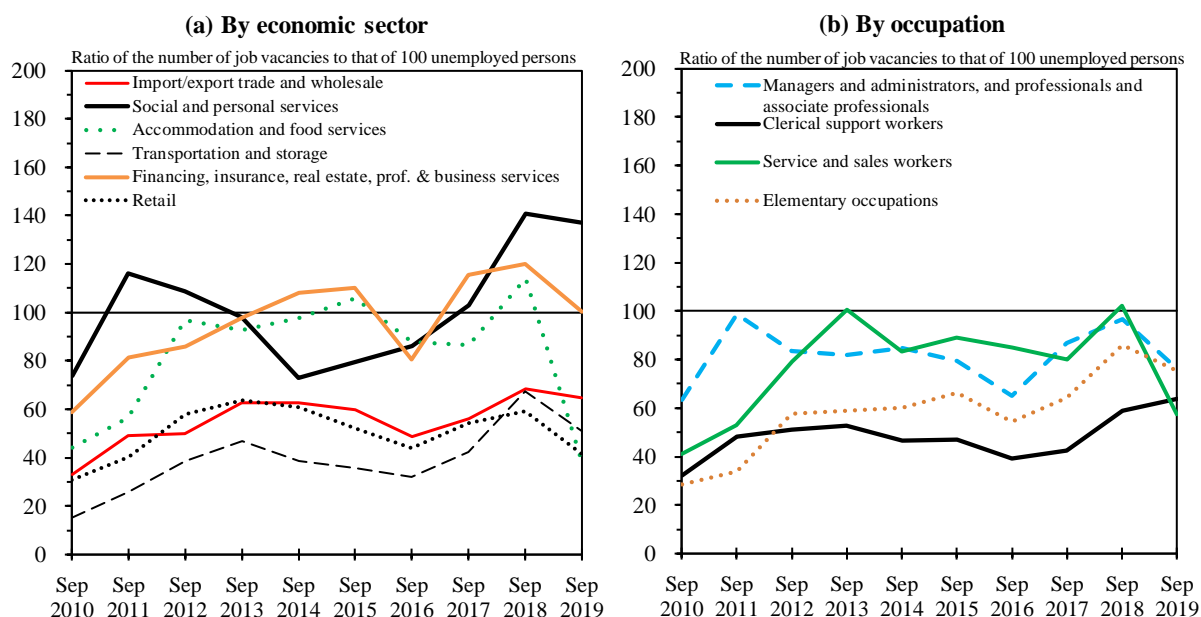 (a) By economic sector
Ratio of the number of job vacancies to that of 100 unemployed persons
200
180
160
140
120
100
80
60
40
20
0
Import/export trade and wholesale
Social and personal services
Accommodation and food services
Transportation and storage
Financing, insurance, real estate, prof. & business services
Retail
Sep Sep Sep Sep Sep Sep Sep Sep Sep Sep
2010 2011 2012 2013 2014 2015 2016 2017 2018 2019
(b) By occupation
Ratio of the number of job vacancies to that of 100 unemployed persons
200
180
160
140
120
100
80
60
40
20
0
Managers and administrators, and professionals and
associate professionals
Clerical support workers
Service and sales workers
Elementary occupations
Sep Sep Sep Sep Sep Sep Sep Sep Sep Sep
2010 2011 2012 2013 2014 2015 2016 2017 2018 2019